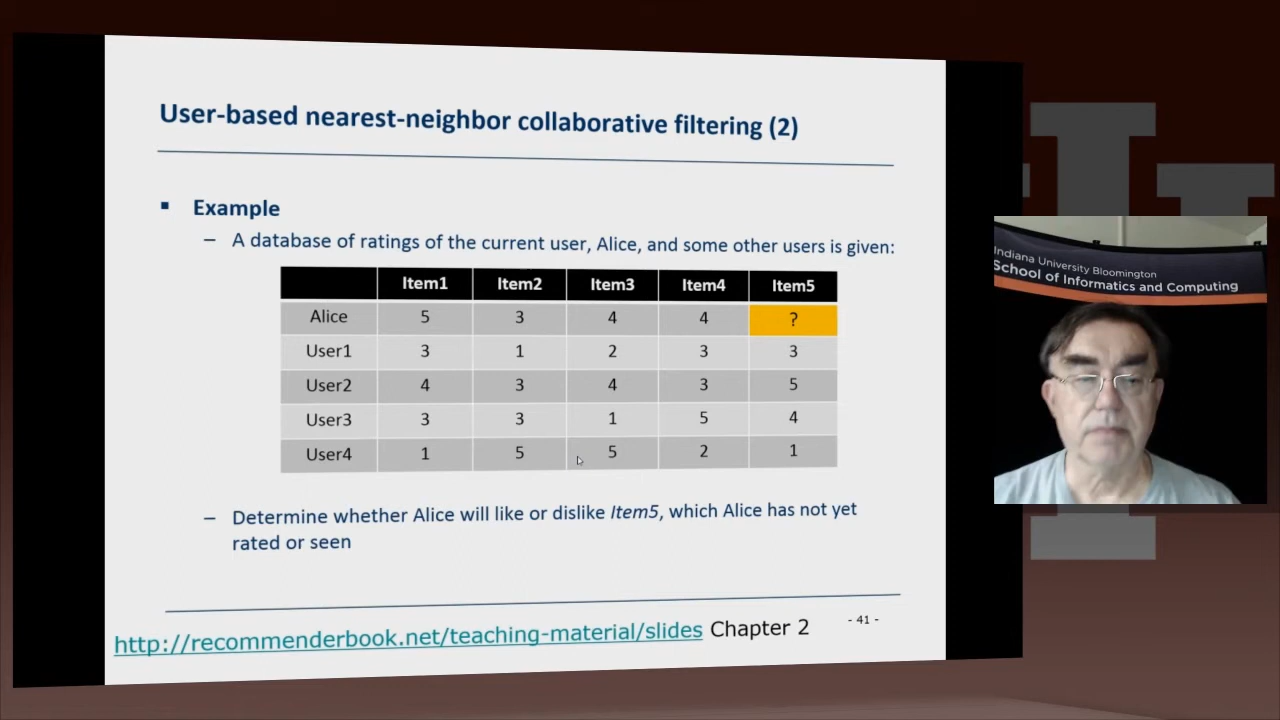 User-based nearest-neighbor collaborative filtering (2)
▪ Example
– A database of ratings of the current user, Alice, and some other users is given:
Item1 Item2 Item3 Item4 Item5
Alice 5 3 4 4 ?
User1 3 1 2 3 3
User2 4 3 4 3 5
User3 3 3 1 5 4
User4 1 5 5 2 1
– Determine whether Alice will like or dislike Item5, which Alice has not yet
rated or seen
http://recommenderbook.net/teaching-material/slides Chapter 2
- 41 -
Indiana University Bloomington
School of Informatics and Computing